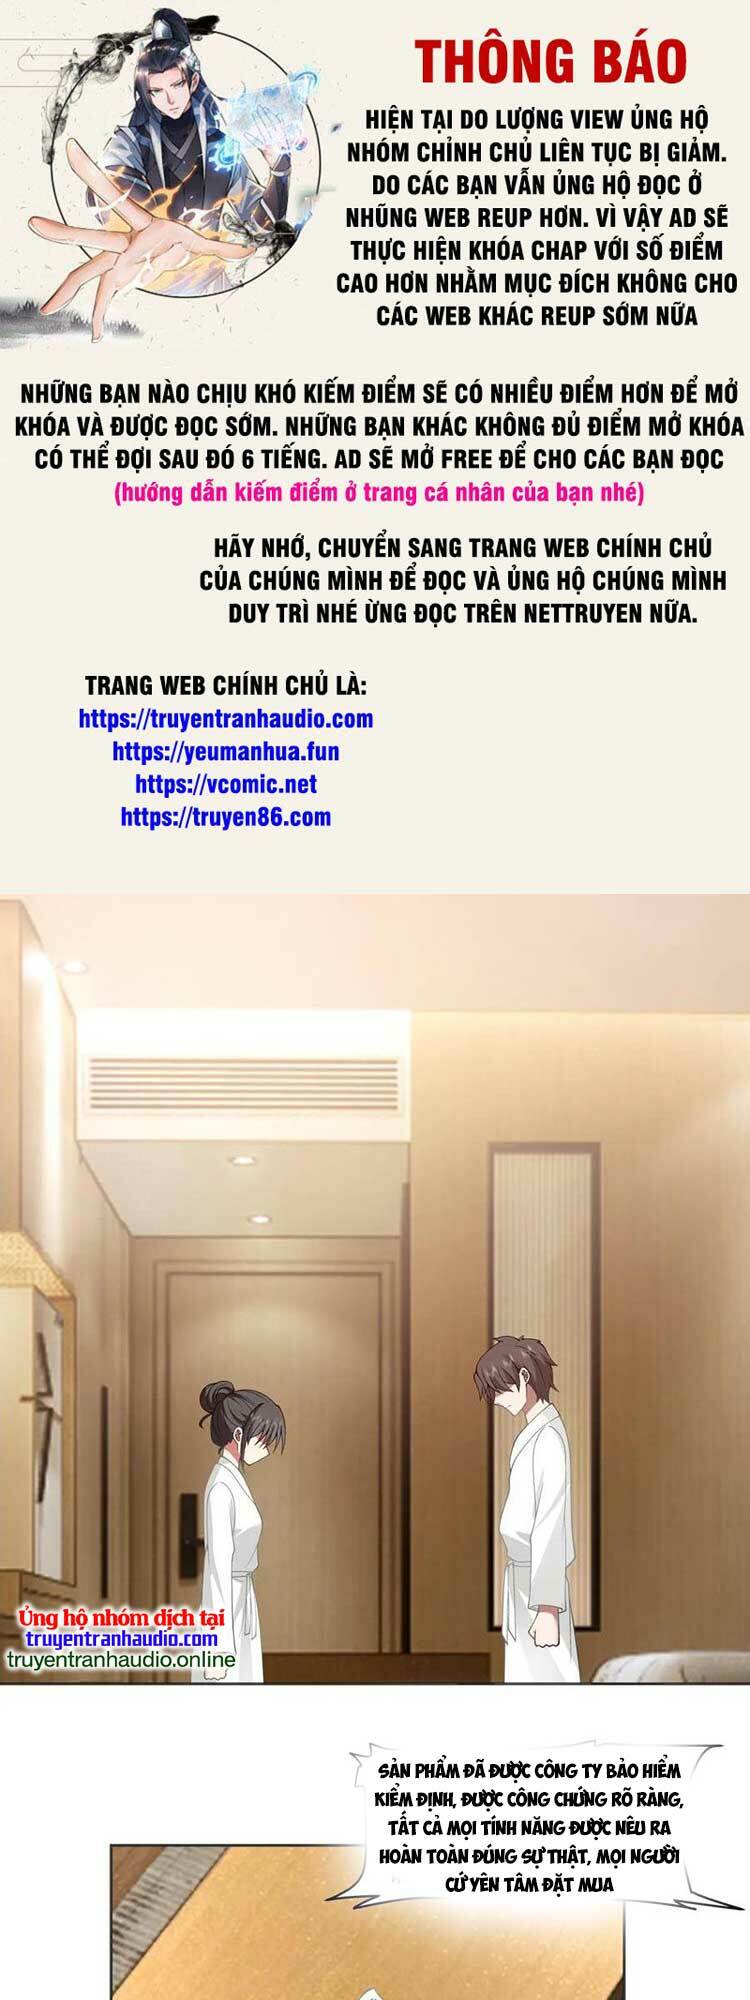 THÔNG BÁO
HIỆN TẠI DO LƯỢNG VIEW ỦNG HỘ
NHÓM CHỈNH CHỦ LIÊN TỤC BỊ GIẢM.
DO CÁC BẠN VẪN ỦNG HỘ ĐỌC Ở
NHŨNG WEB REUP HƠN. VÌ VẬY AD SẼ
THỰC HIỆN KHÓA CHAP VỚI SỐ ĐIỂM
CAO HƠN NHẰM MỤC ĐÍCH KHÔNG CHO
CÁC WEB KHÁC REUP SỚM NỮA
NHỮNG BẠN NÀO CHỊU KHÓ KIẾM ĐIỂM SẼ CÓ NHIỀU ĐIỂM HƠN ĐỂ MỞ
KHÓA VÀ ĐƯỢC ĐỌC SỚM. NHỮNG BẠN KHÁC KHÔNG ĐỦ ĐIỂM MỞ KHÓA
CÓ THỂ ĐỢI SAU ĐÓ 6 TIẾNG. AD SẼ MỞ FREE ĐỂ CHO CÁC BẠN ĐỌC
(hướng dẫn kiếm điểm ở trang cá nhân của bạn nhé)
HÃY NHỚ, CHUYỂN SANG TRANG WEB CHÍNH CHỦ
CỦA CHÚNG MÌNH ĐỂ ĐỌC VÀ ỦNG HỘ CHÚNG MÌNH
DUY TRÌ NHÉ ỪNG ĐỌC TRÊN NETTRUYEN NỮA.
TRANG WEB CHÍNH CHỦ LÀ:
https://truyentranhaudio.com
https://yeumanhua.fun
https://vcomic.net
https://truyen86.com
Ủng hộ nhóm dịch tại
truyentranhaudio.com
truyentranhaudio.online
SẢN PHẨM ĐÃ ĐƯỢC CÔNG TY BẢO HIỂM
KIỂM ĐỊNH, ĐƯỢC CÔNG CHỨNG RÕ RÀNG,
TẤT CẢ MỌI TÍNH NĂNG ĐƯỢC NÊU RA
HOÀN TOÀN ĐÚNG SỰ THẬT, MỌI NGƯỜI
CỨ YÊN TÂM ĐẶT MUA